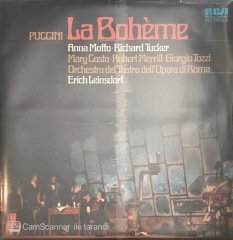 RCA
PUCCINI
La Bohème
Anna Moffo·Richard Tucker
Mary Costa·Robert Merrill·Giorgio Tozzi
Orchestra del Teatro dell'Opera di Roma
Erich Leinsdorf
CS CamScanner ile tarandı